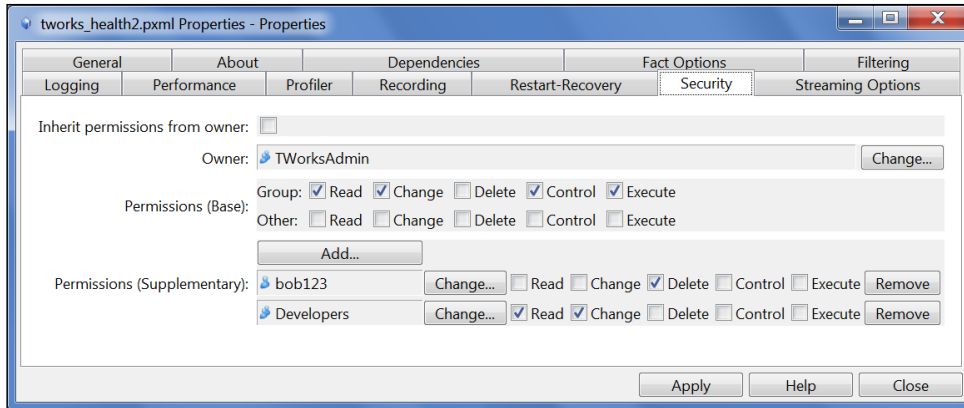 tworks_health2.pxml Properties - Properties
General About Dependencies Fact Options Filtering
Logging Performance Profiler Recording Restart-Recovery Security Streaming Options
Inherit permissions from owner:
Owner: TWorksAdmin Change...
Permissions (Base):
Group: Read Change Delete Control Execute
Other: Read Change Delete Control Execute
Add...
Permissions (Supplementary): bob123 Change... Read Change Delete Control Execute Remove
Developers Change... Read Change Delete Control Execute Remove
Apply Help Close